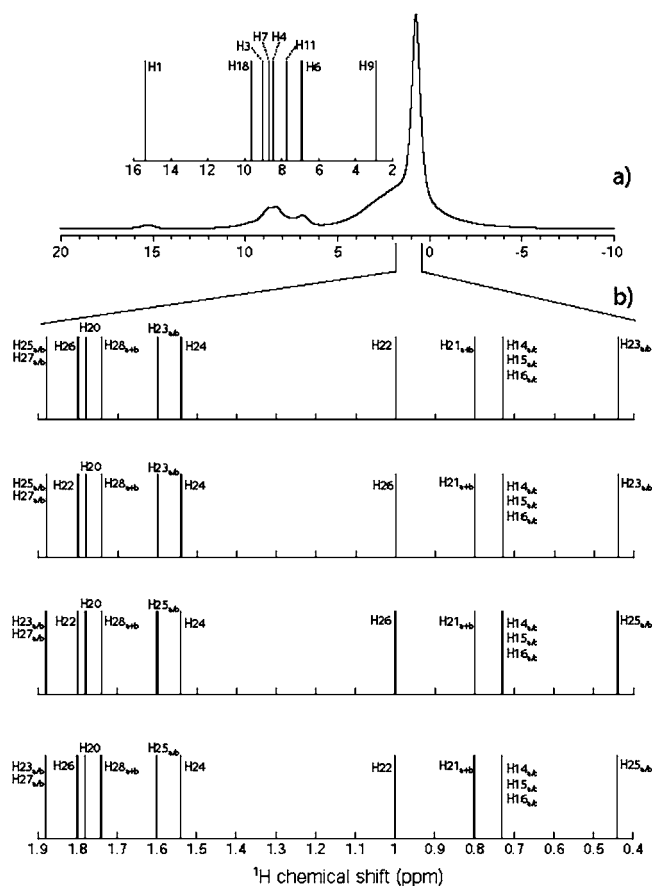 H7 H4
H3 H11
H1 H18 H6 H9
16 14 12 10 8 6 4 2
a)
20 15 10 5 0 -5 -10
b)
H20 H23a/b
H25a/b H26 H28a+b H24 H22 H21a+b H14a/b H23a/b
H27a/b H15a/b
H16a/b
H20 H23a/b
H25a/b H22 H28a+b H24 H26 H21a+b H14a/b H23a/b
H27a/b H15a/b
H16a/b
H20 H25a/b
H23a/b H22 H28a+b H24 H26 H21a+b H14a/b H25a/b
H27a/b H15a/b
H16a/b
H20 H25a/b
H23a/b H26 H28a+b H24 H22 H21a+b H14a/b H25a/b
H27a/b H15a/b
H16a/b
1.9 1.8 1.7 1.6 1.5 1.4 1.3 1.2 1.1 1 0.9 0.8 0.7 0.6 0.5 0.4
¹H chemical shift (ppm)